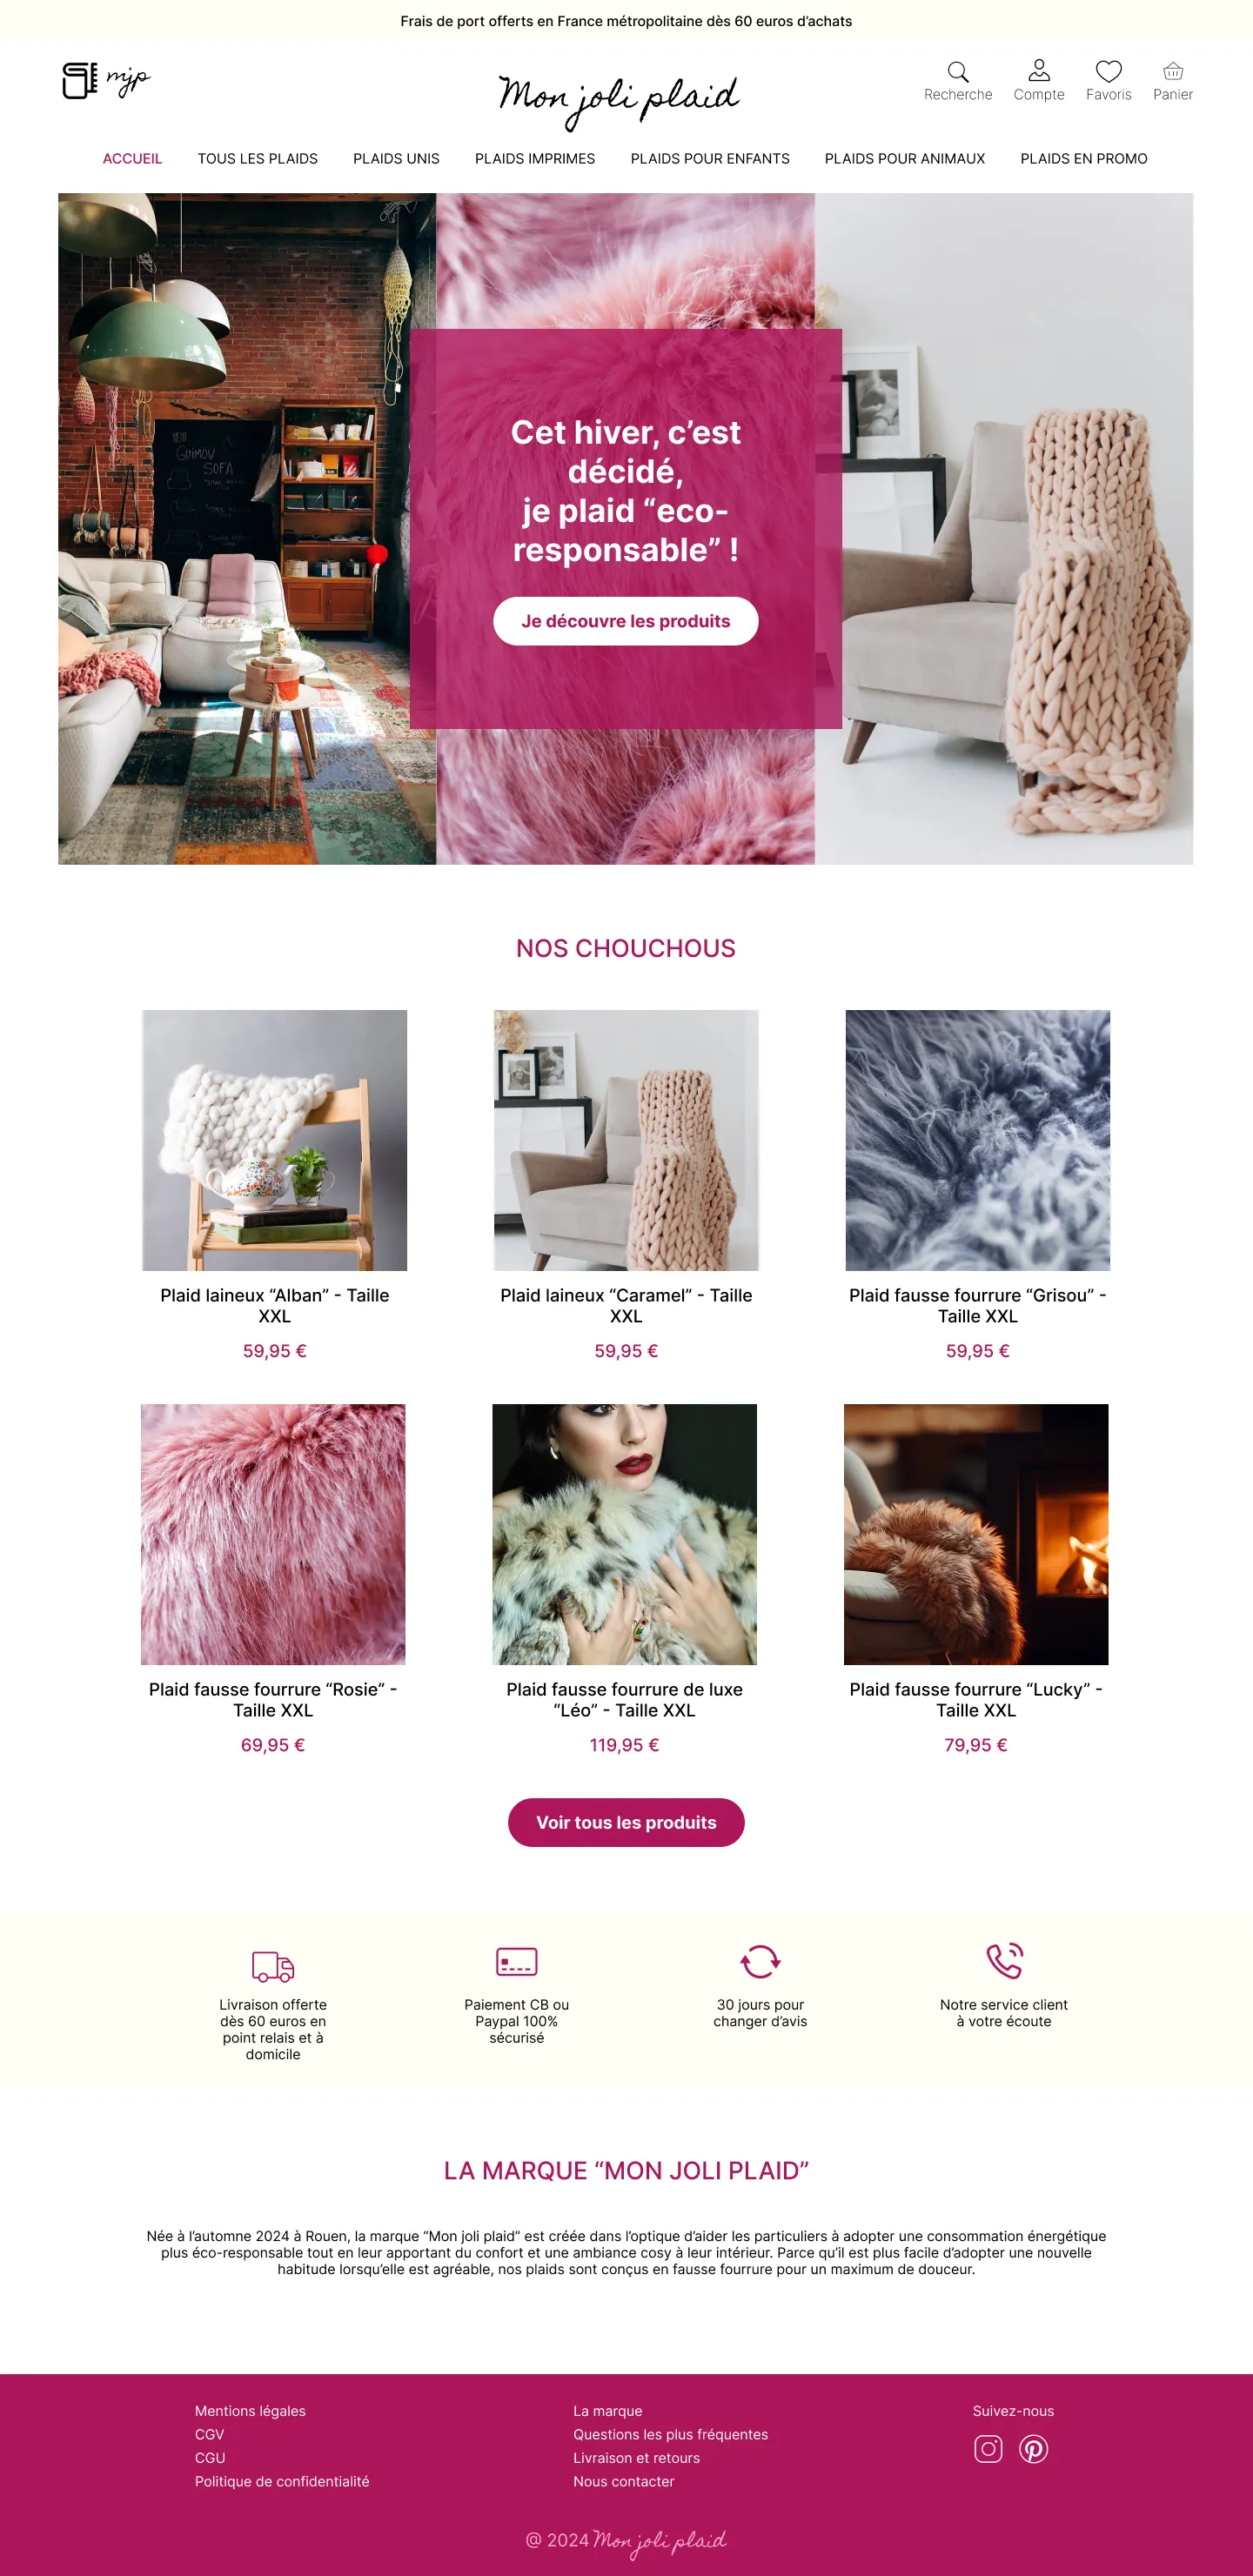 Frais de port offerts en France métropolitaine dès 60 euros d’achats
mjp
Mon joli plaid
Recherche
Compte
Favoris
Panier
ACCUEIL
TOUS LES PLAIDS
PLAIDS UNIS
PLAIDS IMPRIMES
PLAIDS POUR ENFANTS
PLAIDS POUR ANIMAUX
PLAIDS EN PROMO
GUIMOV
SOFA
Cet hiver, c’est
décidé,
je plaid “eco-
responsable” !
Je découvre les produits
NOS CHOUCHOUS
Plaid laineux “Alban” - Taille
XXL
59,95 €
Plaid laineux “Caramel” - Taille
XXL
59,95 €
Plaid fausse fourrure “Grisou” -
Taille XXL
59,95 €
Plaid fausse fourrure “Rosie” -
Taille XXL
69,95 €
Plaid fausse fourrure de luxe
“Léo” - Taille XXL
119,95 €
Plaid fausse fourrure “Lucky” -
Taille XXL
79,95 €
Voir tous les produits
Livraison offerte
dès 60 euros en
point relais et à
domicile
Paiement CB ou
Paypal 100%
sécurisé
30 jours pour
changer d’avis
Notre service client
à votre écoute
LA MARQUE “MON JOLI PLAID”
Née à l’automne 2024 à Rouen, la marque “Mon joli plaid” est créée dans l’optique d’aider les particuliers à adopter une consommation énergétique
plus éco-responsable tout en leur apportant du confort et une ambiance cosy à leur intérieur. Parce qu’il est plus facile d’adopter une nouvelle
habitude lorsqu’elle est agréable, nos plaids sont conçus en fausse fourrure pour un maximum de douceur.
Mentions légales
CGV
CGU
Politique de confidentialité
La marque
Questions les plus fréquentes
Livraison et retours
Nous contacter
Suivez-nous
@ 2024 Mon joli plaid